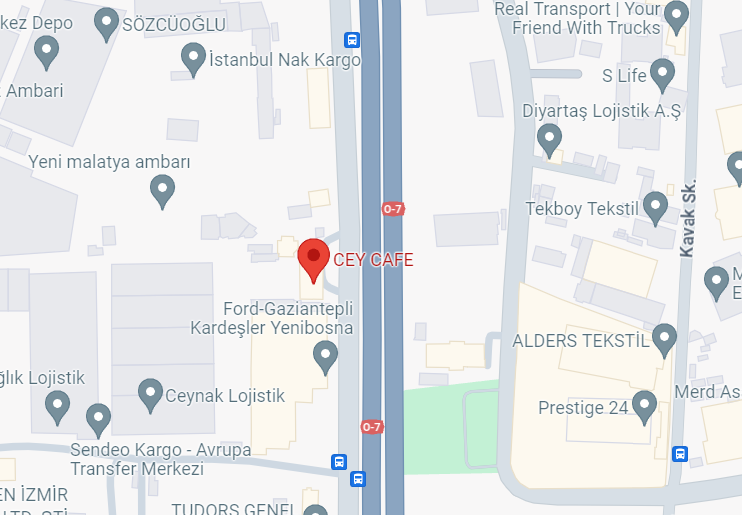 kez Depo
SÖZCÜOĞLU
Real Transport | Your
Friend With Trucks
İstanbul Nak Kargo
S Life
Ambari
Diyartaş Lojistik A.Ş
Yeni malatya ambarı
O-7
Tekboy Tekstil
Kavak Sk.
CEY CAFE
M
E
Ford-Gaziantepli
Kardeşler Yenibosna
ALDERS TEKSTİL
ğlık Lojistik
Ceynak Lojistik
Merd As
Prestige 24
O-7
Sendeo Kargo - Avrupa
Transfer Merkezi
EN İZMİR
LTD. ŞTİ
TUDORS GENEL